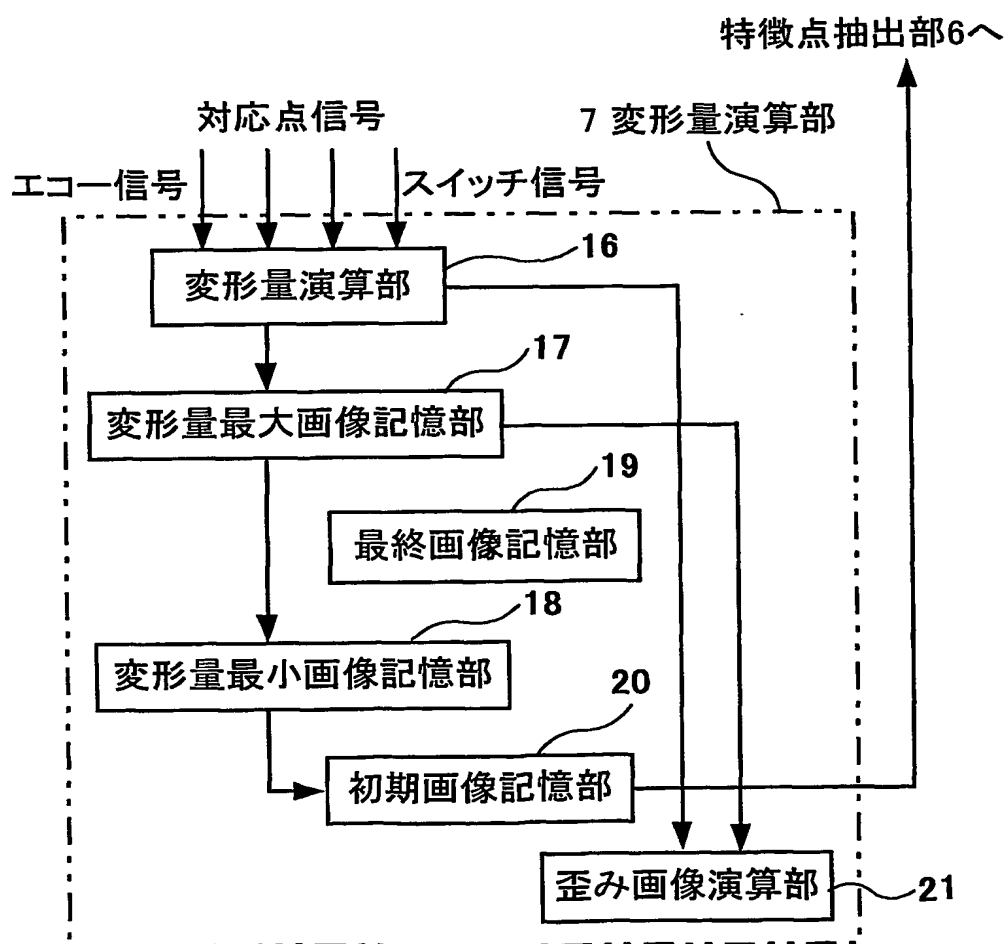 特徴点抽出部6へ
対応点信号
7 変形量演算部
エコー信号
スイッチ信号
16
変形量演算部
17
変形量最大画像記憶部
19
最終画像記憶部
18
変形量最小画像記憶部
20
初期画像記憶部
歪み画像演算部
21